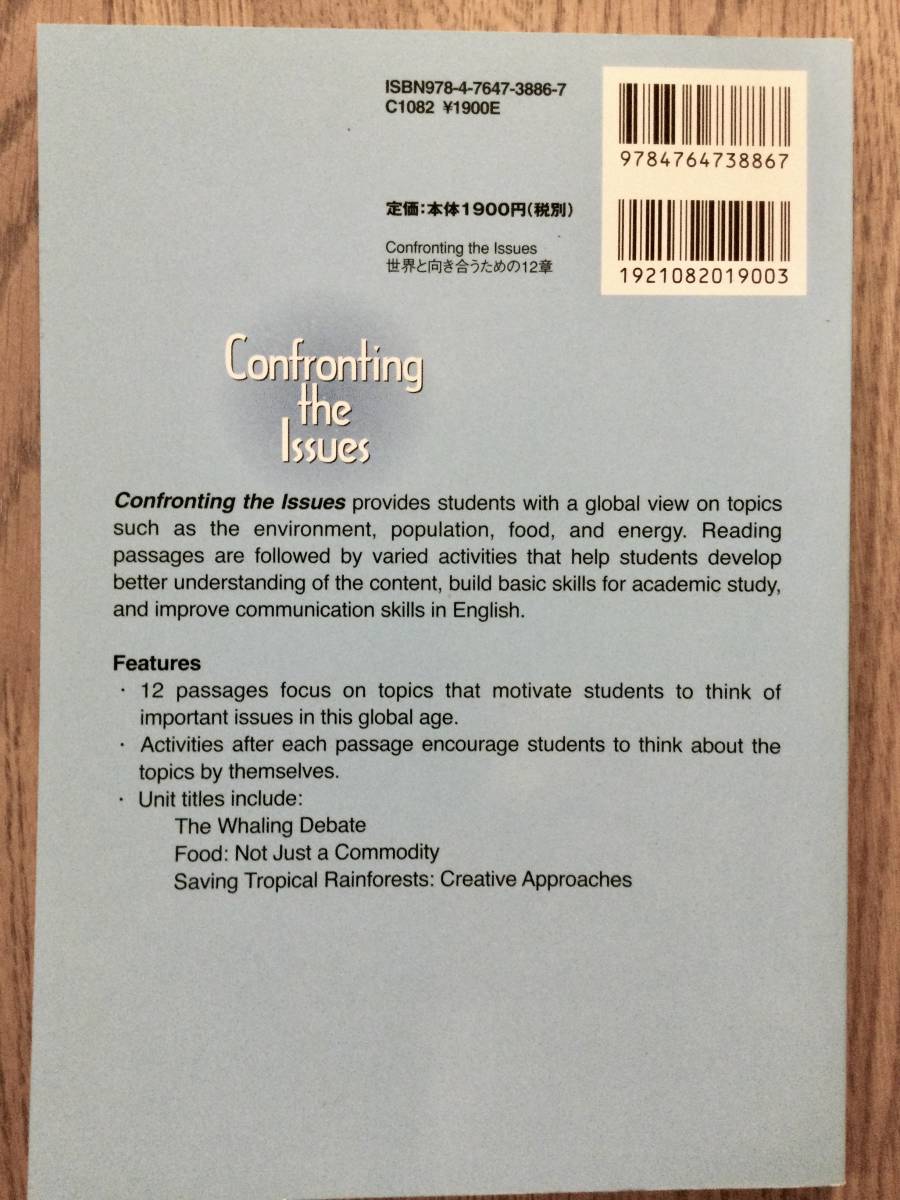 ISBN978-4-7647-3886-7
C1082 ¥1900E
9784764738867
定価：本体1900円（税別）
1921082019003
Confronting the Issues
世界と向き合うための12章
Confronting
the
Issues
Confronting the Issues provides students with a global view on topics
such as the environment, population, food, and energy. Reading
passages are followed by varied activities that help students develop
better understanding of the content, build basic skills for academic study,
and improve communication skills in English.
Features
・ 12 passages focus on topics that motivate students to think of
important issues in this global age.
・ Activities after each passage encourage students to think about the
topics by themselves.
・ Unit titles include:
The Whaling Debate
Food: Not Just a Commodity
Saving Tropical Rainforests: Creative Approaches